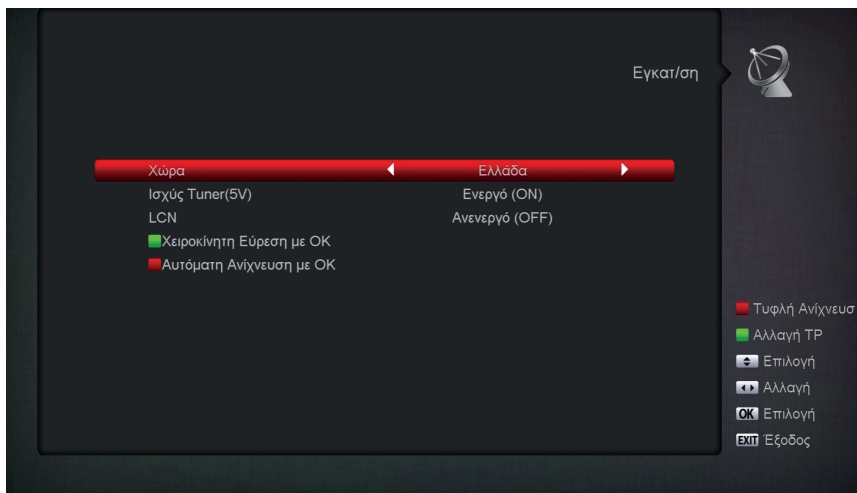 Εγκατ/ση
Χώρα Ελλάδα
Ισχύς Tuner(5V) Ενεργό (ON)
LCN Ανενεργό (OFF)
Χειροκίνητη Εύρεση με OK
Αυτόματη Ανίχνευση με OK
Τυφλή Ανίχνευσ
Αλλαγή TP
Επιλογή
Αλλαγή
OK Επιλογή
EXIT Έξοδος